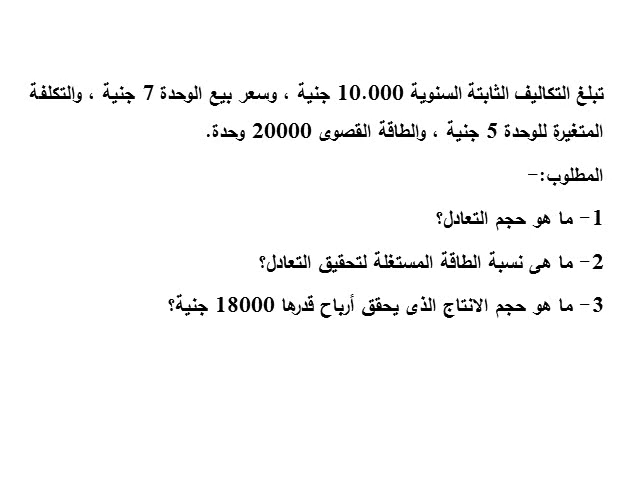 تبلغ التكاليف الثابتة السنوية 10.000 جنية ، وسعر بيع الوحدة 7 جنية ، والتكلفة
المتغيرة للوحدة 5 جنية ، والطاقة القصوى 20000 وحدة.
المطلوب:-
1- ما هو حجم التعادل؟
2- ما هى نسبة الطاقة المستغلة لتحقيق التعادل؟
3- ما هو حجم الانتاج الذى يحقق أرباح قدرها 18000 جنية؟